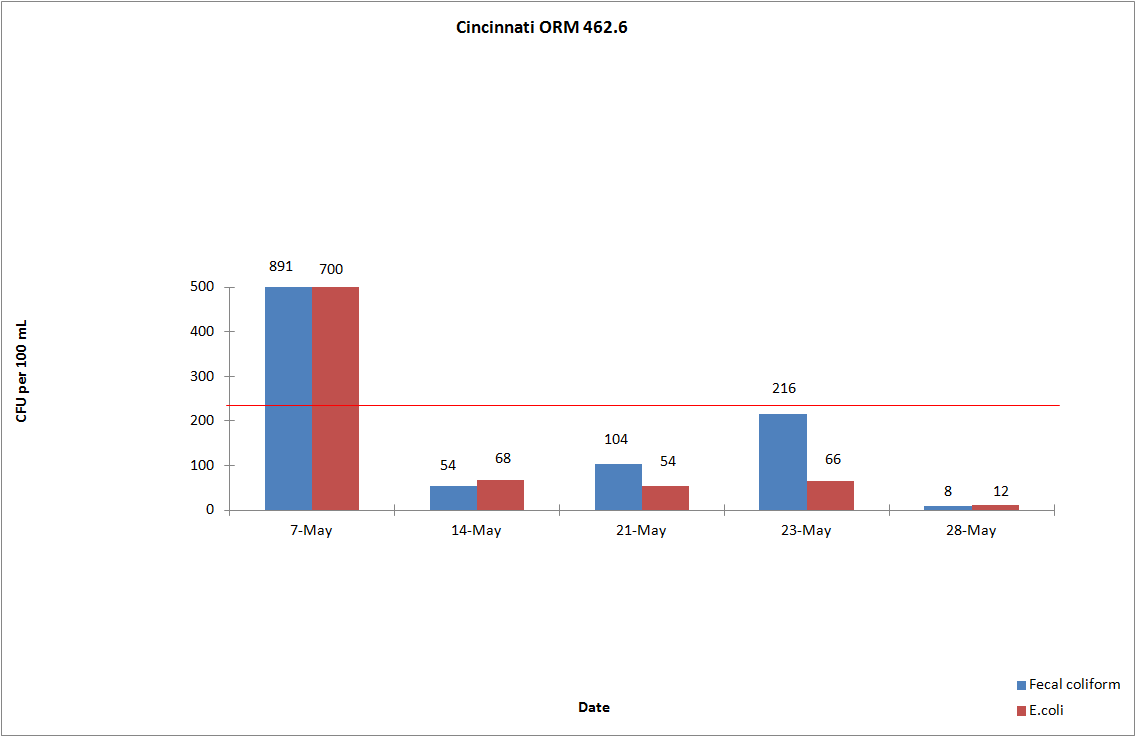 Cincinnati ORM 462.6
CFU per 100 mL
891 700
500
400
300
216
200
104
100
54 68
54
66
8 12
0
7-May 14-May 21-May 23-May 28-May
Date
Fecal coliform
E.coli